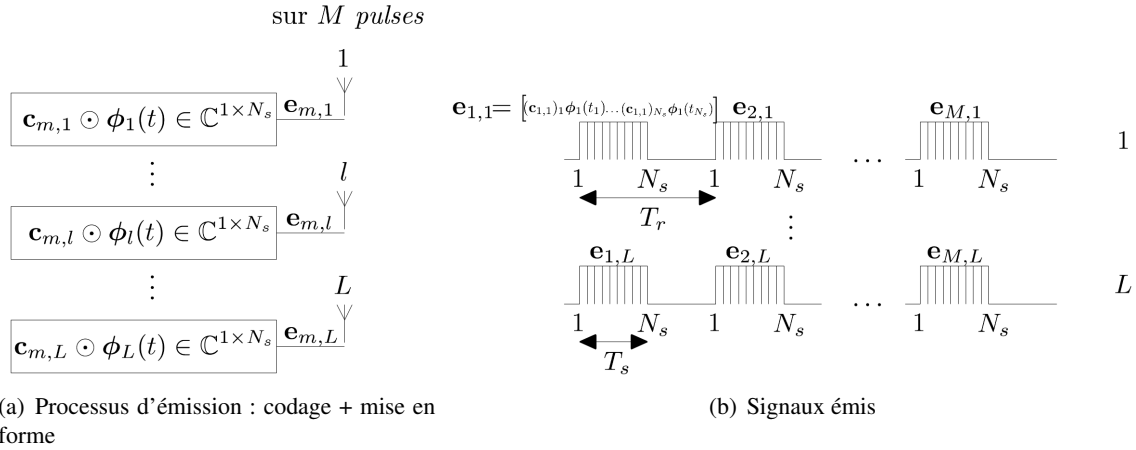 sur M pulses
1
c_{m,1} ⊙ ϕ_1(t) ∈ ℂ^{1×N_s} e_{m,1}
⋮
l
c_{m,l} ⊙ ϕ_l(t) ∈ ℂ^{1×N_s} e_{m,l}
⋮
L
c_{m,L} ⊙ ϕ_L(t) ∈ ℂ^{1×N_s} e_{m,L}
(a) Processus d'émission : codage + mise en
forme
e_{1,1}= [(c_{1,1})_1ϕ_1(t_1)...(c_{1,1})_{N_s}ϕ_1(t_{N_s})] e_{2,1} e_{M,1}
1
...
1 N_s 1 N_s 1 N_s
T_r
⋮
e_{1,L} e_{2,L} e_{M,L}
L
...
1 N_s 1 N_s 1 N_s
T_s
(b) Signaux émis